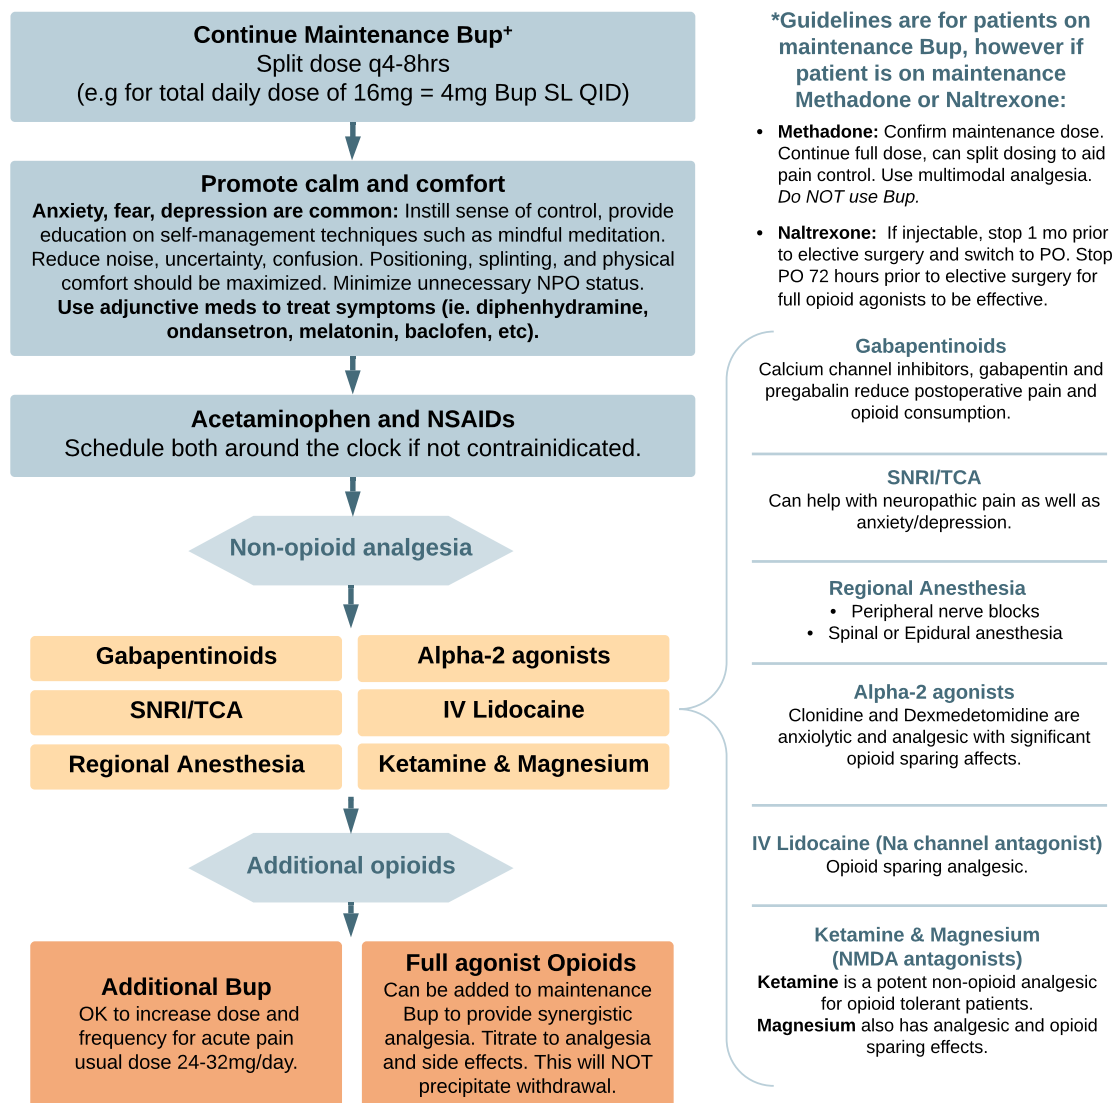 Continue Maintenance Bup+
Split dose q4-8hrs
(e.g for total daily dose of 16mg = 4mg Bup SL QID)
Promote calm and comfort
Anxiety, fear, depression are common: Instill sense of control, provide
education on self-management techniques such as mindful meditation.
Reduce noise, uncertainty, confusion. Positioning, splinting, and physical
comfort should be maximized. Minimize unnecessary NPO status.
Use adjunctive meds to treat symptoms (ie. diphenhydramine,
ondansetron, melatonin, baclofen, etc).
Acetaminophen and NSAIDs
Schedule both around the clock if not contrainidicated.
Non-opioid analgesia
Gabapentinoids
Alpha-2 agonists
SNRI/TCA
IV Lidocaine
Regional Anesthesia
Ketamine & Magnesium
Additional opioids
Additional Bup
OK to increase dose and
frequency for acute pain
usual dose 24-32mg/day.
Full agonist Opioids
Can be added to maintenance
Bup to provide synergistic
analgesia. Titrate to analgesia
and side effects. This will NOT
precipitate withdrawal.
*Guidelines are for patients on
maintenance Bup, however if
patient is on maintenance
Methadone or Naltrexone:
• Methadone: Confirm maintenance dose.
Continue full dose, can split dosing to aid
pain control. Use multimodal analgesia.
Do NOT use Bup.
• Naltrexone: If injectable, stop 1 mo prior
to elective surgery and switch to PO. Stop
PO 72 hours prior to elective surgery for
full opioid agonists to be effective.
Gabapentinoids
Calcium channel inhibitors, gabapentin and
pregabalin reduce postoperative pain and
opioid consumption.
SNRI/TCA
Can help with neuropathic pain as well as
anxiety/depression.
Regional Anesthesia
• Peripheral nerve blocks
• Spinal or Epidural anesthesia
Alpha-2 agonists
Clonidine and Dexmedetomidine are
anxiolytic and analgesic with significant
opioid sparing affects.
IV Lidocaine (Na channel antagonist)
Opioid sparing analgesic.
Ketamine & Magnesium
(NMDA antagonists)
Ketamine is a potent non-opioid analgesic
for opioid tolerant patients.
Magnesium also has analgesic and opioid
sparing effects.